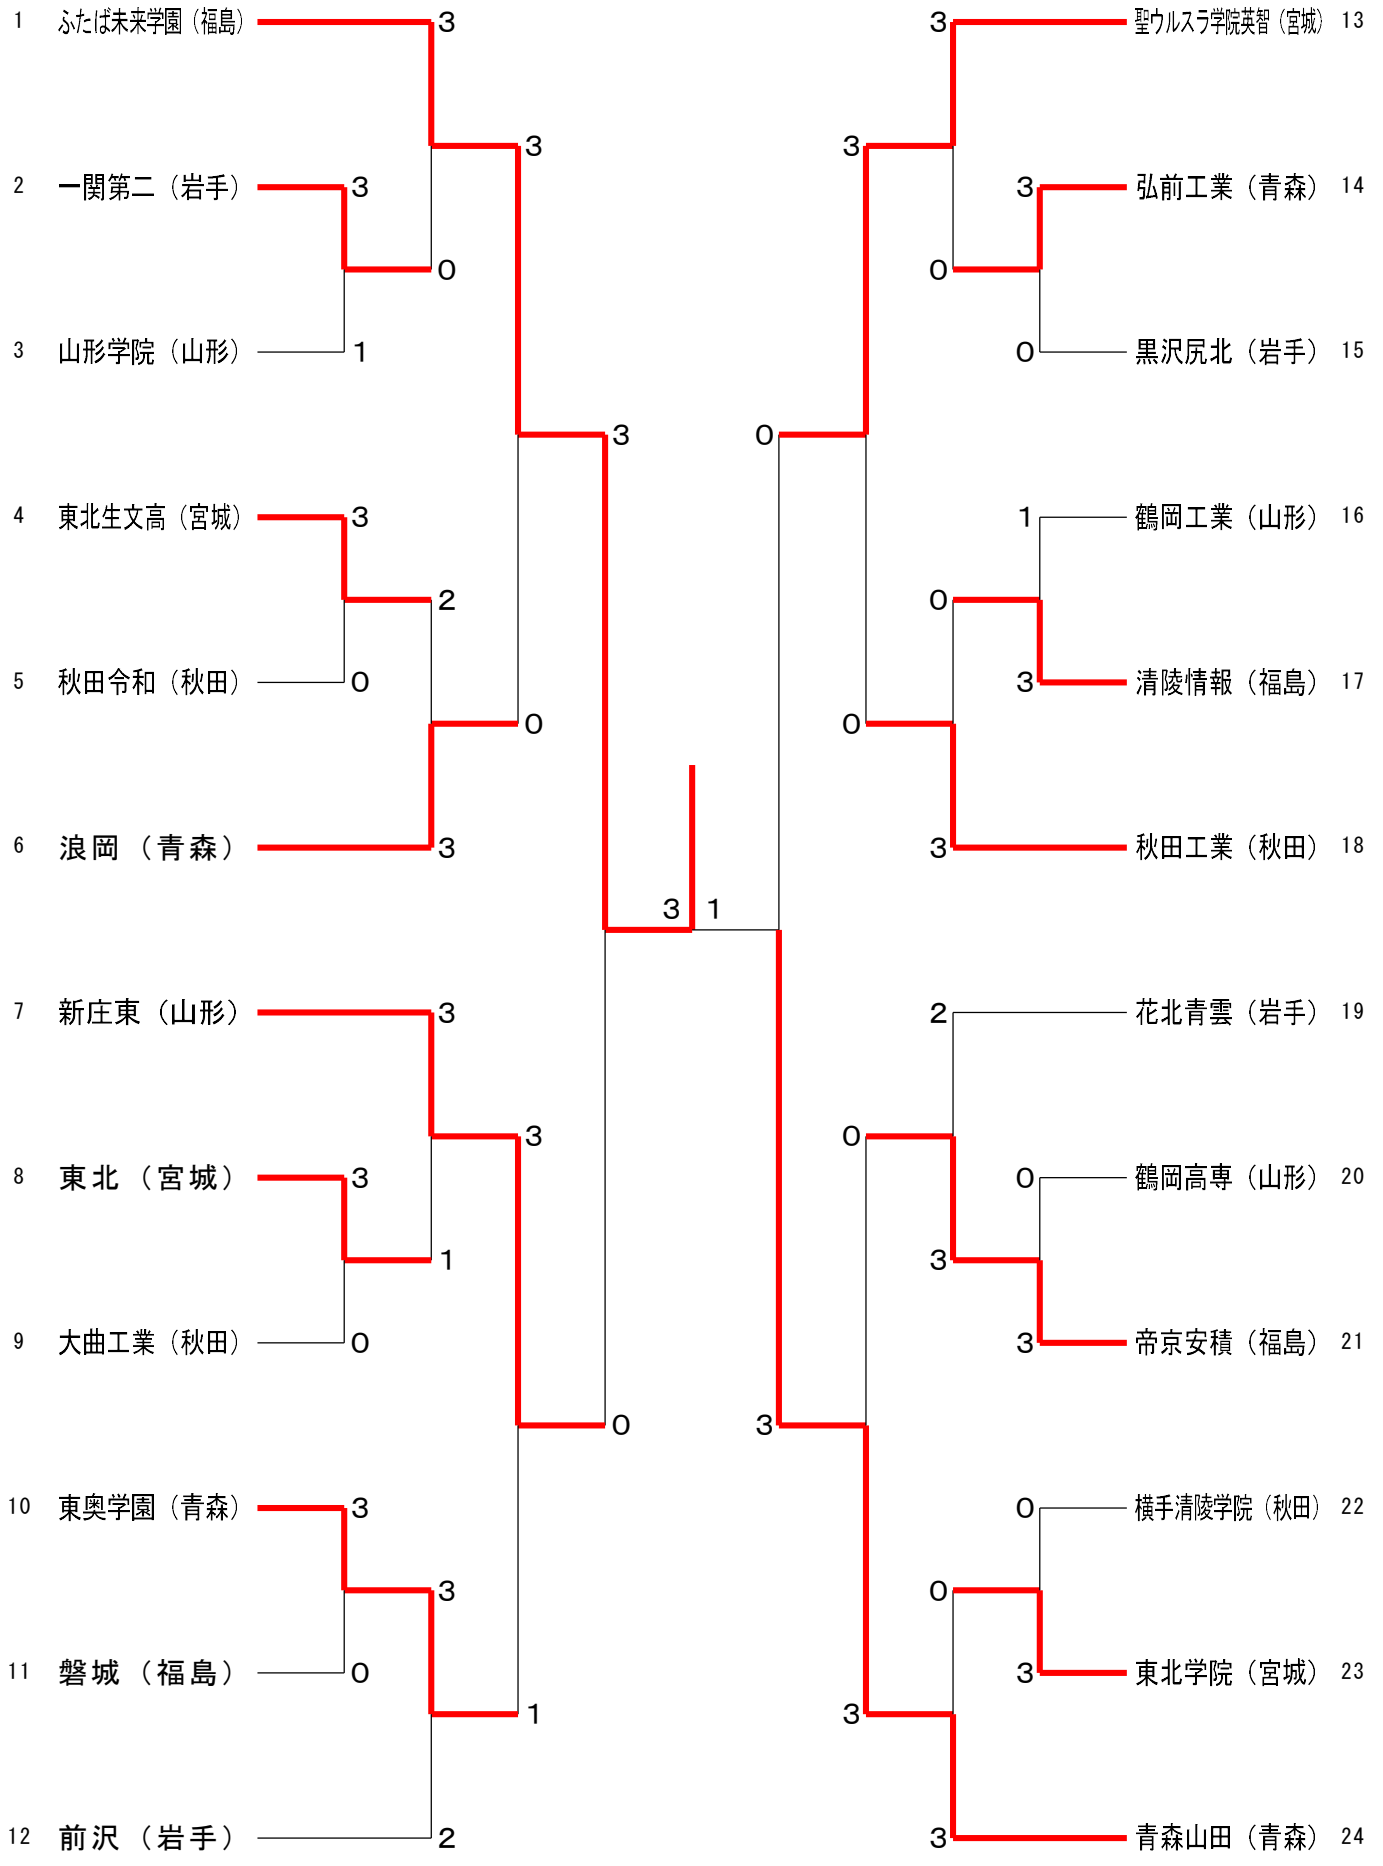 1 ふたば未来学園（福島） 3 3 聖ウルスラ学院英智（宮城） 13
3 3
2 一関第二（岩手） 3 3 弘前工業（青森） 14
0 0
3 山形学院（山形） 1 0 黒沢尻北（岩手） 15
3 0
4 東北生文高（宮城） 3 1 鶴岡工業（山形） 16
2 0
5 秋田令和（秋田） 0 3 清陵情報（福島） 17
0 0
6 浪岡（青森） 3 3 秋田工業（秋田） 18
3 1
7 新庄東（山形） 3 2 花北青雲（岩手） 19
3 0
8 東北（宮城） 3 0 鶴岡高専（山形） 20
1 3
9 大曲工業（秋田） 0 3 帝京安積（福島） 21
0 3
10 東奥学園（青森） 3 0 横手清陵学院（秋田） 22
3 0
11 磐城（福島） 0 3 東北学院（宮城） 23
1 3
12 前沢（岩手） 2 3 青森山田（青森） 24